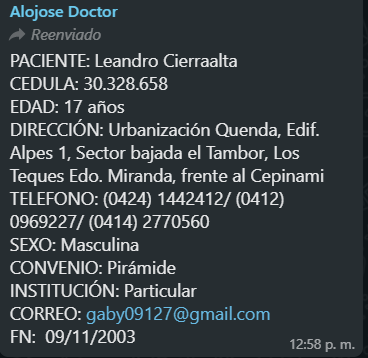 Alojose Doctor
Reenviado
PACIENTE: Leandro Cierraalta
CEDULA: 30.328.658
EDAD: 17 años
DIRECCIÓN: Urbanización Quenda, Edif.
Alpes 1, Sector bajada el Tambor, Los
Teques Edo. Miranda, frente al Cepinami
TELEFONO: (0424) 1442412/ (0412)
0969227/ (0414) 2770560
SEXO: Masculina
CONVENIO: Pirámide
INSTITUCIÓN: Particular
CORREO: gaby09127@gmail.com
FN:  09/11/2003
12:58 p. m.